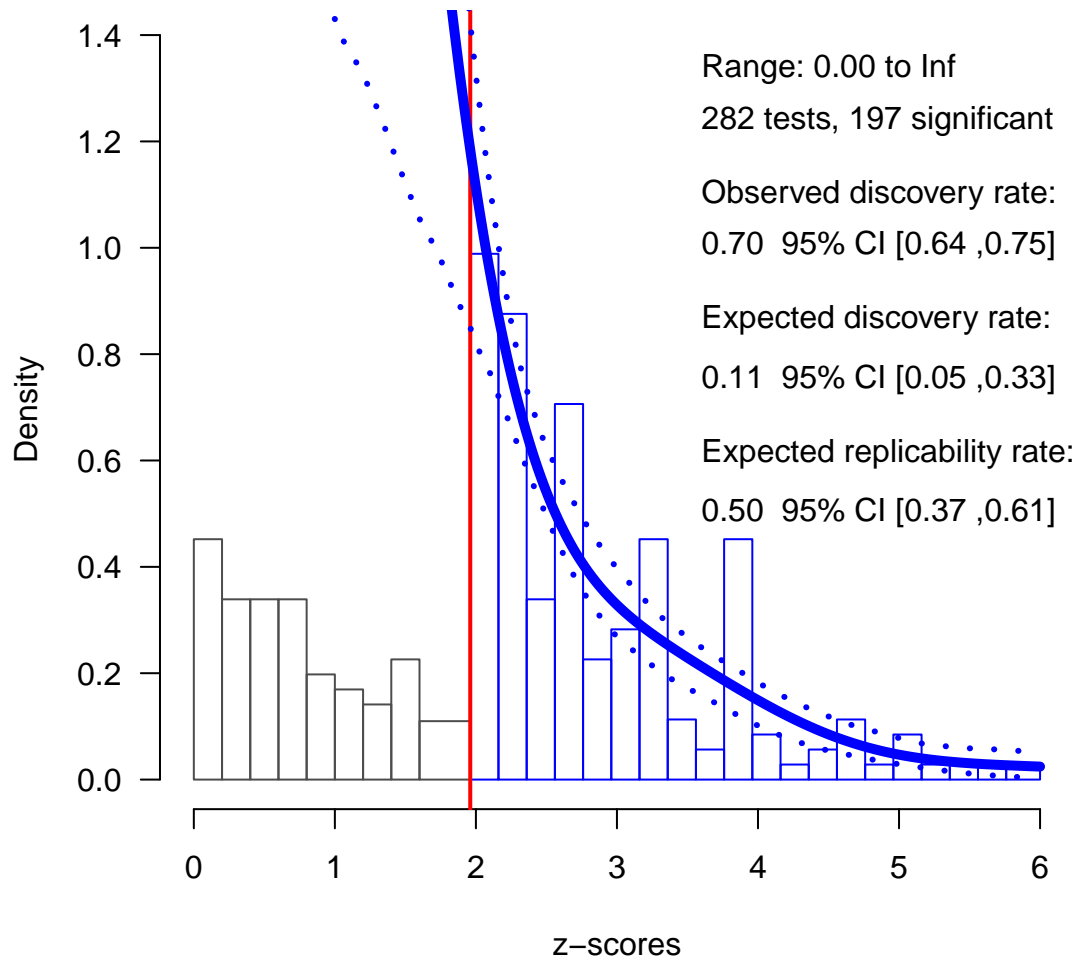 Range: 0.00 to Inf
282 tests, 197 significant
Observed discovery rate:
0.70 95% CI [0.64 ,0.75]
Expected discovery rate:
0.11 95% CI [0.05 ,0.33]
Expected replicability rate:
0.50 95% CI [0.37 ,0.61]
Density
1.4
1.2
1.0
0.8
0.6
0.4
0.2
0.0
0 1 2 3 4 5 6
z−scores